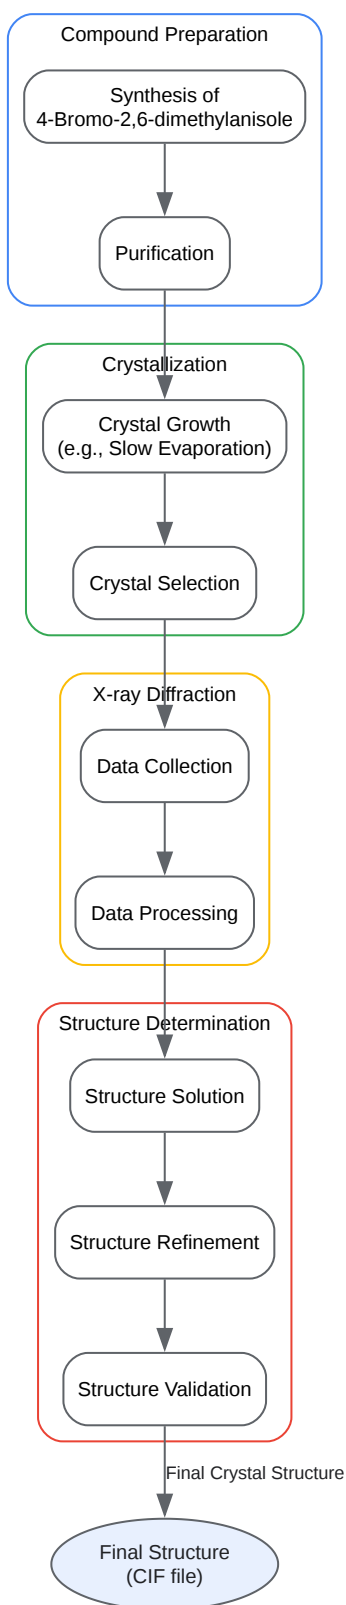 Compound Preparation
Synthesis of
4-Bromo-2,6-dimethylanisole
Purification
Crystallization
Crystal Growth
(e.g., Slow Evaporation)
Crystal Selection
X-ray Diffraction
Data Collection
Data Processing
Structure Determination
Structure Solution
Structure Refinement
Structure Validation
Final Crystal Structure
Final Structure
(CIF file)